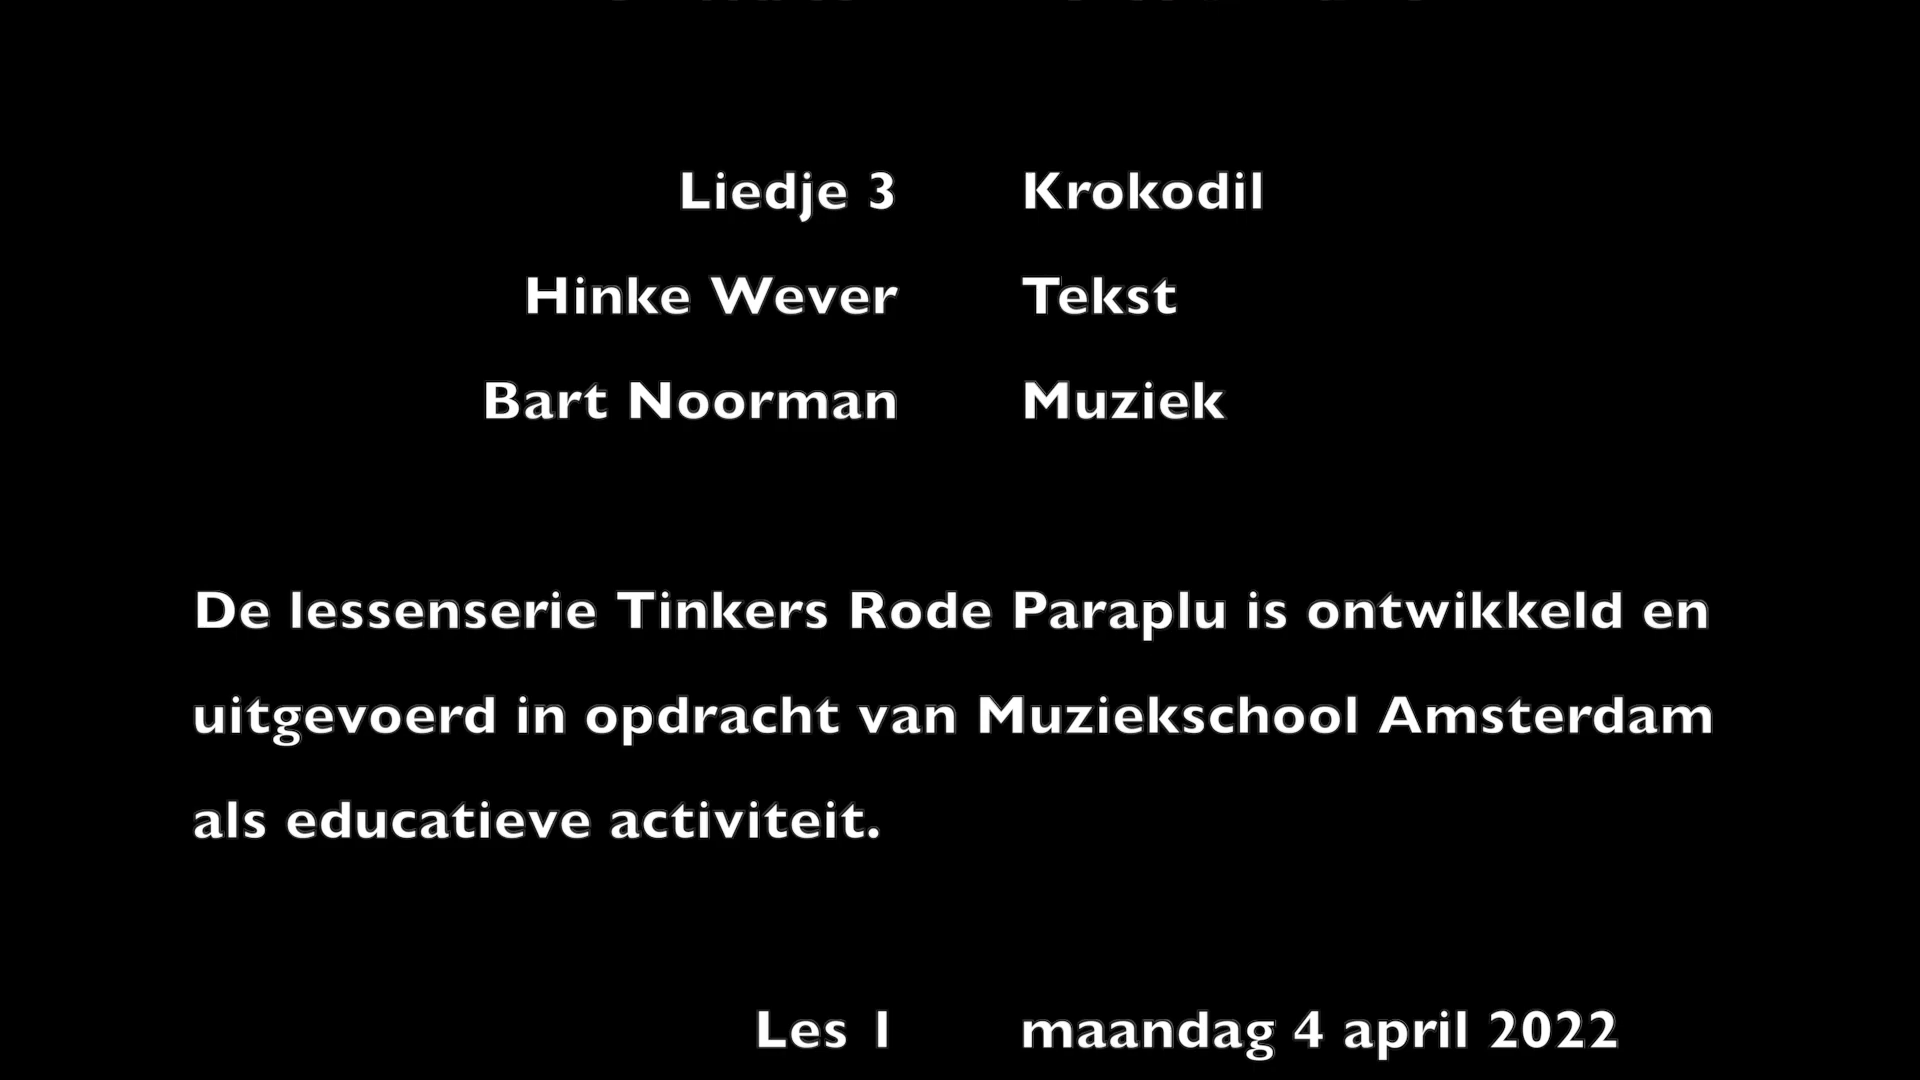 Liedje 3 Krokodil
Hinke Wever Tekst
Bart Noorman Muziek
De lessenserie Tinkers Rode Paraplu is ontwikkeld en
uitgevoerd in opdracht van Muziekschool Amsterdam
als educatieve activiteit.
Les 1 maandag 4 april 2022